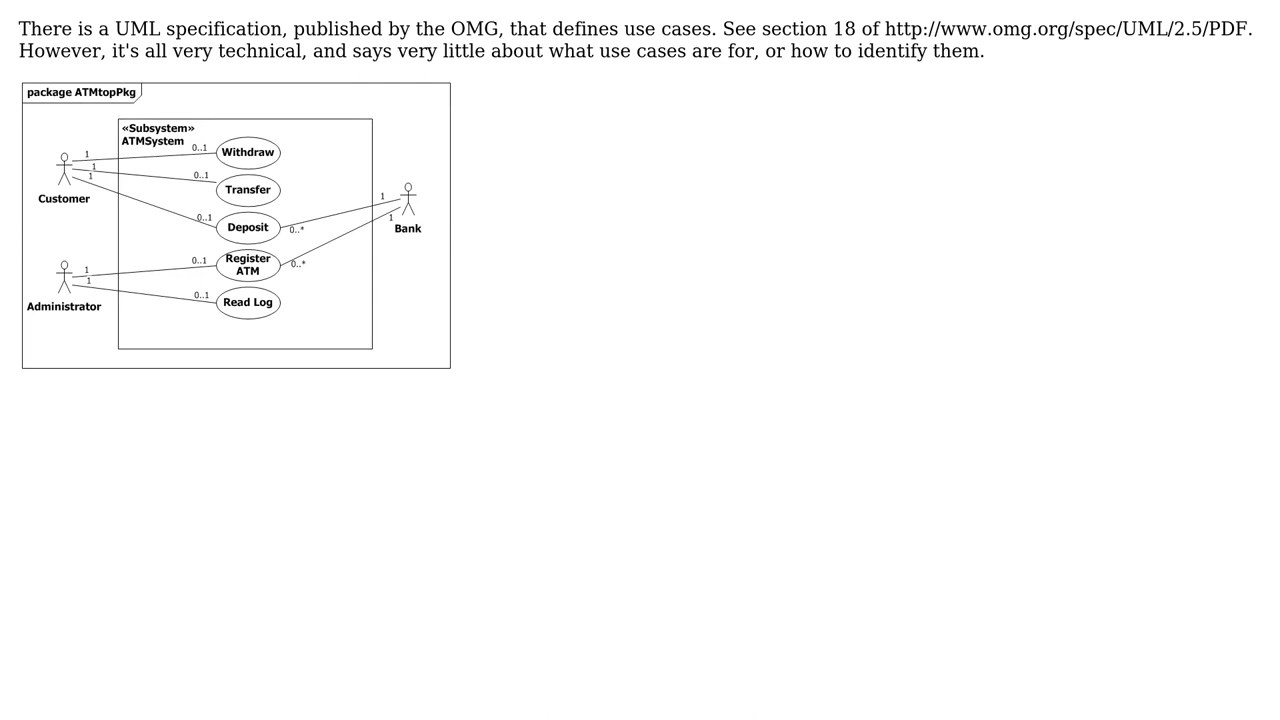 There is a UML specification, published by the OMG, that defines use cases. See section 18 of http://www.omg.org/spec/UML/2.5/PDF.
However, it's all very technical, and says very little about what use cases are for, or how to identify them.
package ATMtopPkg
«Subsystem»
ATMSystem
1
0..1
Withdraw
1
0..1
Transfer
1
0..1
Deposit
Customer
1
0..*
1
0..*
Bank
1
0..1
Register
ATM
1
0..1
Read Log
Administrator